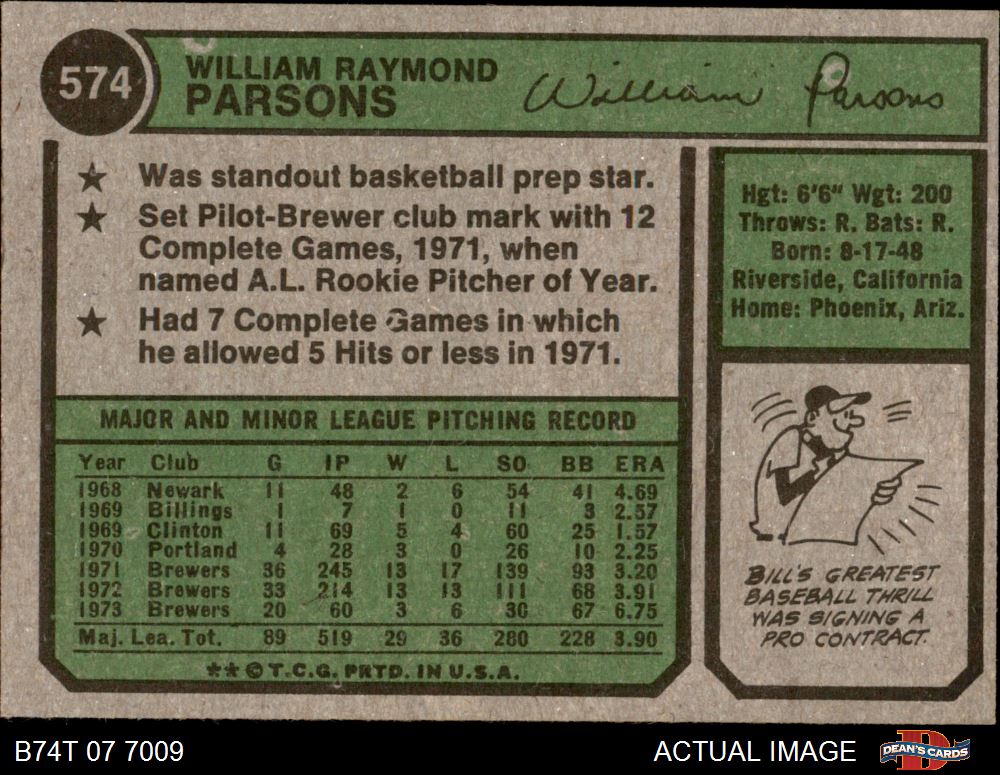 574
WILLIAM RAYMOND
PARSONS
William Parsons
★ Was standout basketball prep star.
★ Set Pilot-Brewer club mark with 12
Complete Games, 1971, when
named A.L. Rookie Pitcher of Year.
★ Had 7 Complete Games in which
he allowed 5 Hits or less in 1971.
Hgt: 6'6" Wgt: 200
Throws: R. Bats: R.
Born: 8-17-48
Riverside, California
Home: Phoenix, Ariz.
MAJOR AND MINOR LEAGUE PITCHING RECORD
Year Club G IP W L SO BB ERA
1968 Newark 11 48 2 6 54 41 4.69
1969 Billings 1 7 1 0 11 3 2.57
1969 Clinton 11 69 5 4 60 25 1.57
1970 Portland 4 28 3 0 26 10 2.25
1971 Brewers 36 245 13 17 139 93 3.20
1972 Brewers 33 214 13 13 111 68 3.91
1973 Brewers 20 60 3 6 30 67 6.75
Maj. Lea. Tot. 89 519 29 36 280 228 3.90
**©T.C.G. PRTD. IN U.S.A.
BILL'S GREATEST
BASEBALL THRILL
WAS SIGNING A
PRO CONTRACT.
B74T 07 7009
ACTUAL IMAGE
DEAN'S CARDS